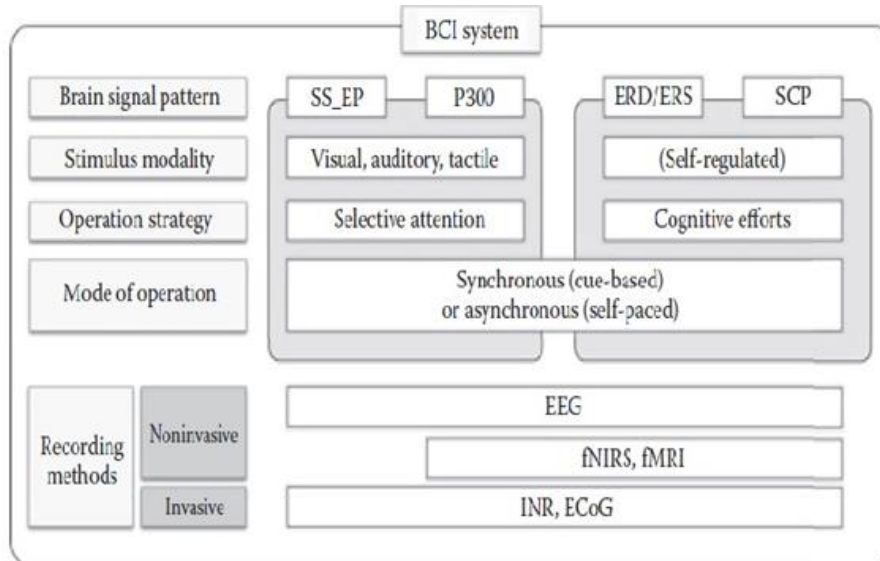 BCI system
Brain signal pattern
SS_EP
P300
ERD/ERS
SCP
Stimulus modality
Visual, auditory, tactile
(Self-regulated)
Operation strategy
Selective attention
Cognitive efforts
Mode of operation
Synchronous (cue-based)
or asynchronous (self-paced)
Recording
methods
Noninvasive
EEG
fNIRS, fMRI
Invasive
INR, ECoG